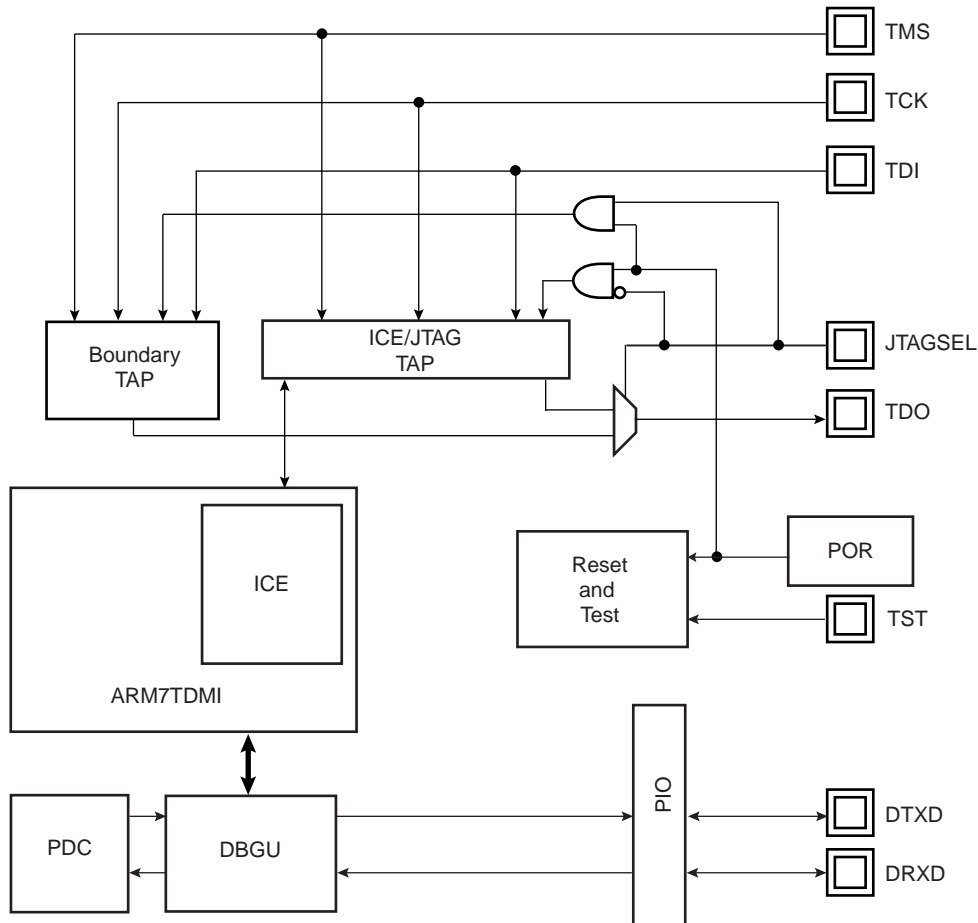 TMS
TCK
TDI
Boundary
TAP
ICE/JTAG
TAP
JTAGSEL
TDO
ICE
ARM7TDMI
Reset
and
Test
POR
TST
PDC
DBGU
PIO
DTXD
DRXD